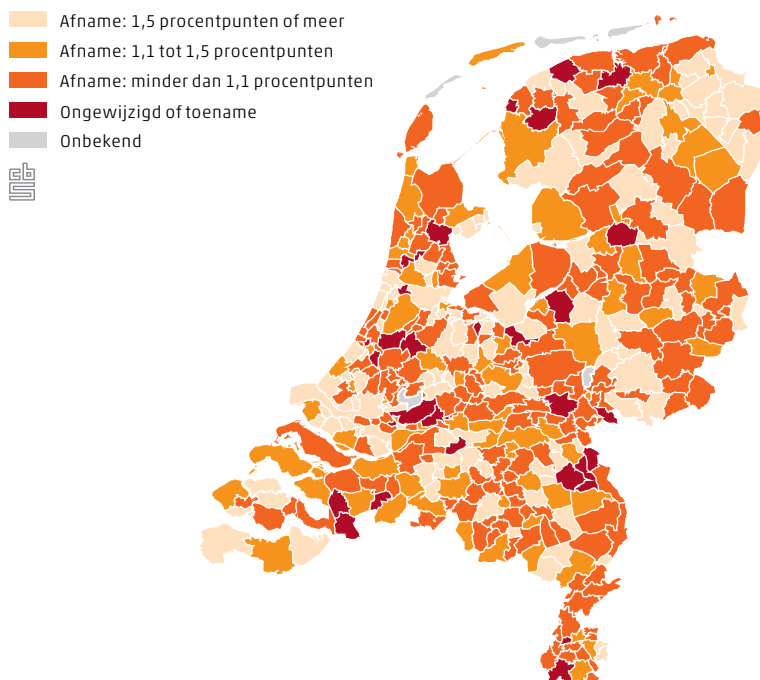 Afname: 1,5 procentpunten of meer
Afname: 1,1 tot 1,5 procentpunten
Afname: minder dan 1,1 procentpunten
Ongewijzigd of toename
Onbekend